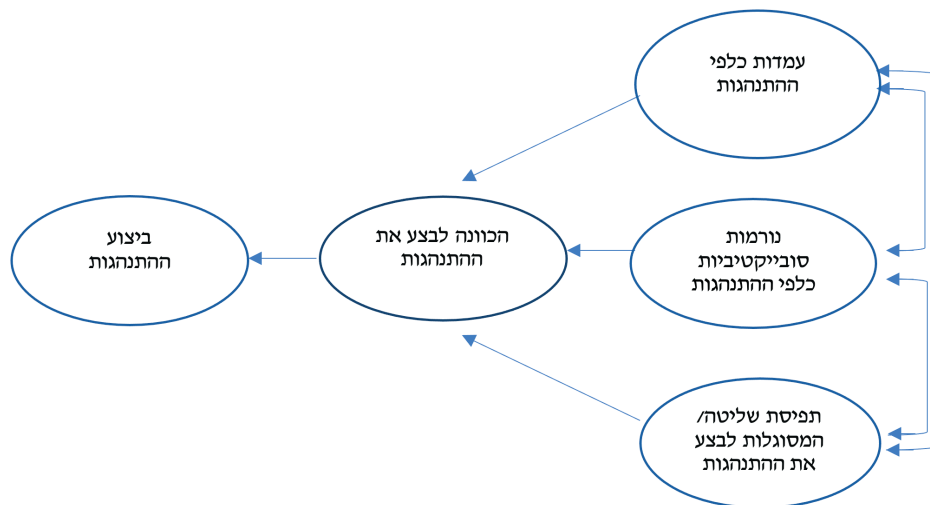 עמדות כלפי
ההתנהגות
נורמות
סובייקטיביות
כלפי ההתנהגות
תפיסת שליטה/
המסוגלות לבצע
את ההתנהגות
הכוונה לבצע את
ההתנהגות
ביצוע
ההתנהגות